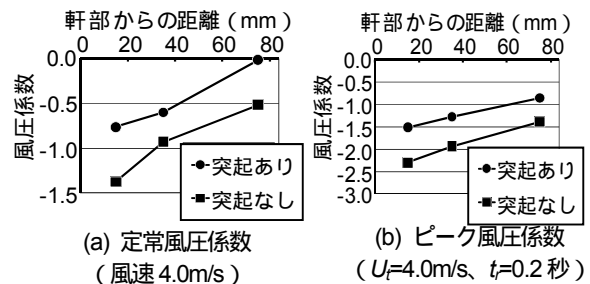 軒部からの距離（mm）
0 20 40 60 80
風圧係数
0.0
-0.5
-1.0
-1.5
突起あり
突起なし
(a) 定常風圧係数
（風速 4.0m/s）
軒部からの距離（mm）
0 20 40 60 80
風圧係数
0.0
-0.5
-1.0
-1.5
-2.0
-2.5
-3.0
突起あり
突起なし
(b) ピーク風圧係数
（Ut=4.0m/s、tr=0.2 秒）